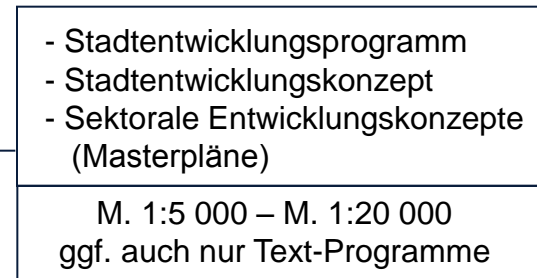 - Stadtentwicklungsprogramm
- Stadtentwicklungskonzept
- Sektorale Entwicklungskonzepte
(Masterpläne)
M. 1:5 000 – M. 1:20 000
ggf. auch nur Text-Programme